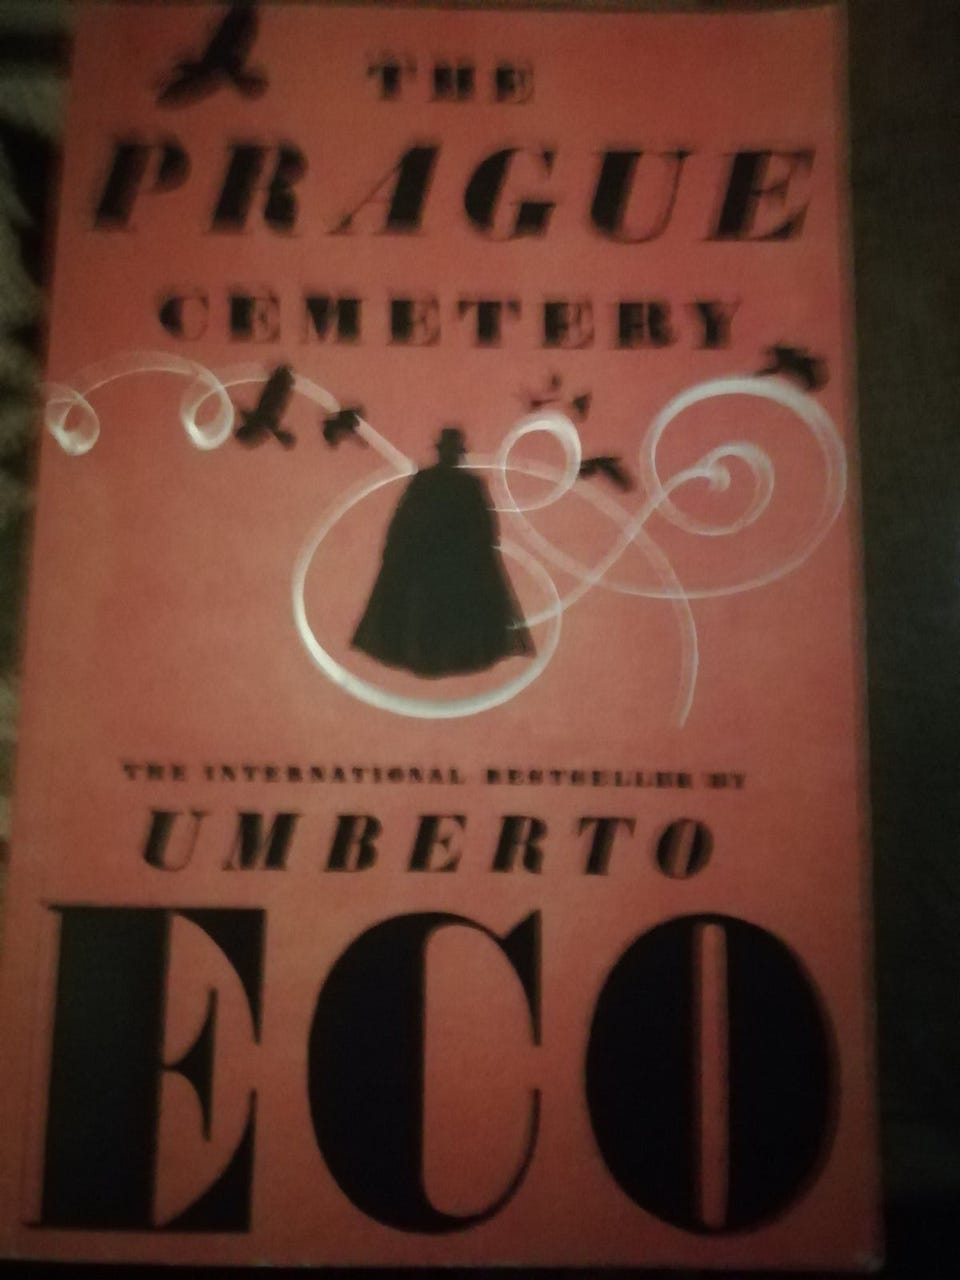 THE
PRAGUE
CEMETERY
THE INTERNATIONAL BESTSELLER BY
UMBERTO
ECO